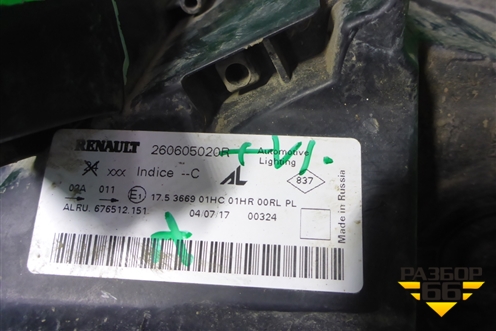 RENAULT 260605020R Automotive Lighting
xxx Indice --C AL 837
02A 011 E1 17.5 3669 01HC 01HR 00RL PL
ALRU. 676512.151 04.07.17 00324
Made in Russia
РАЗБОР
66